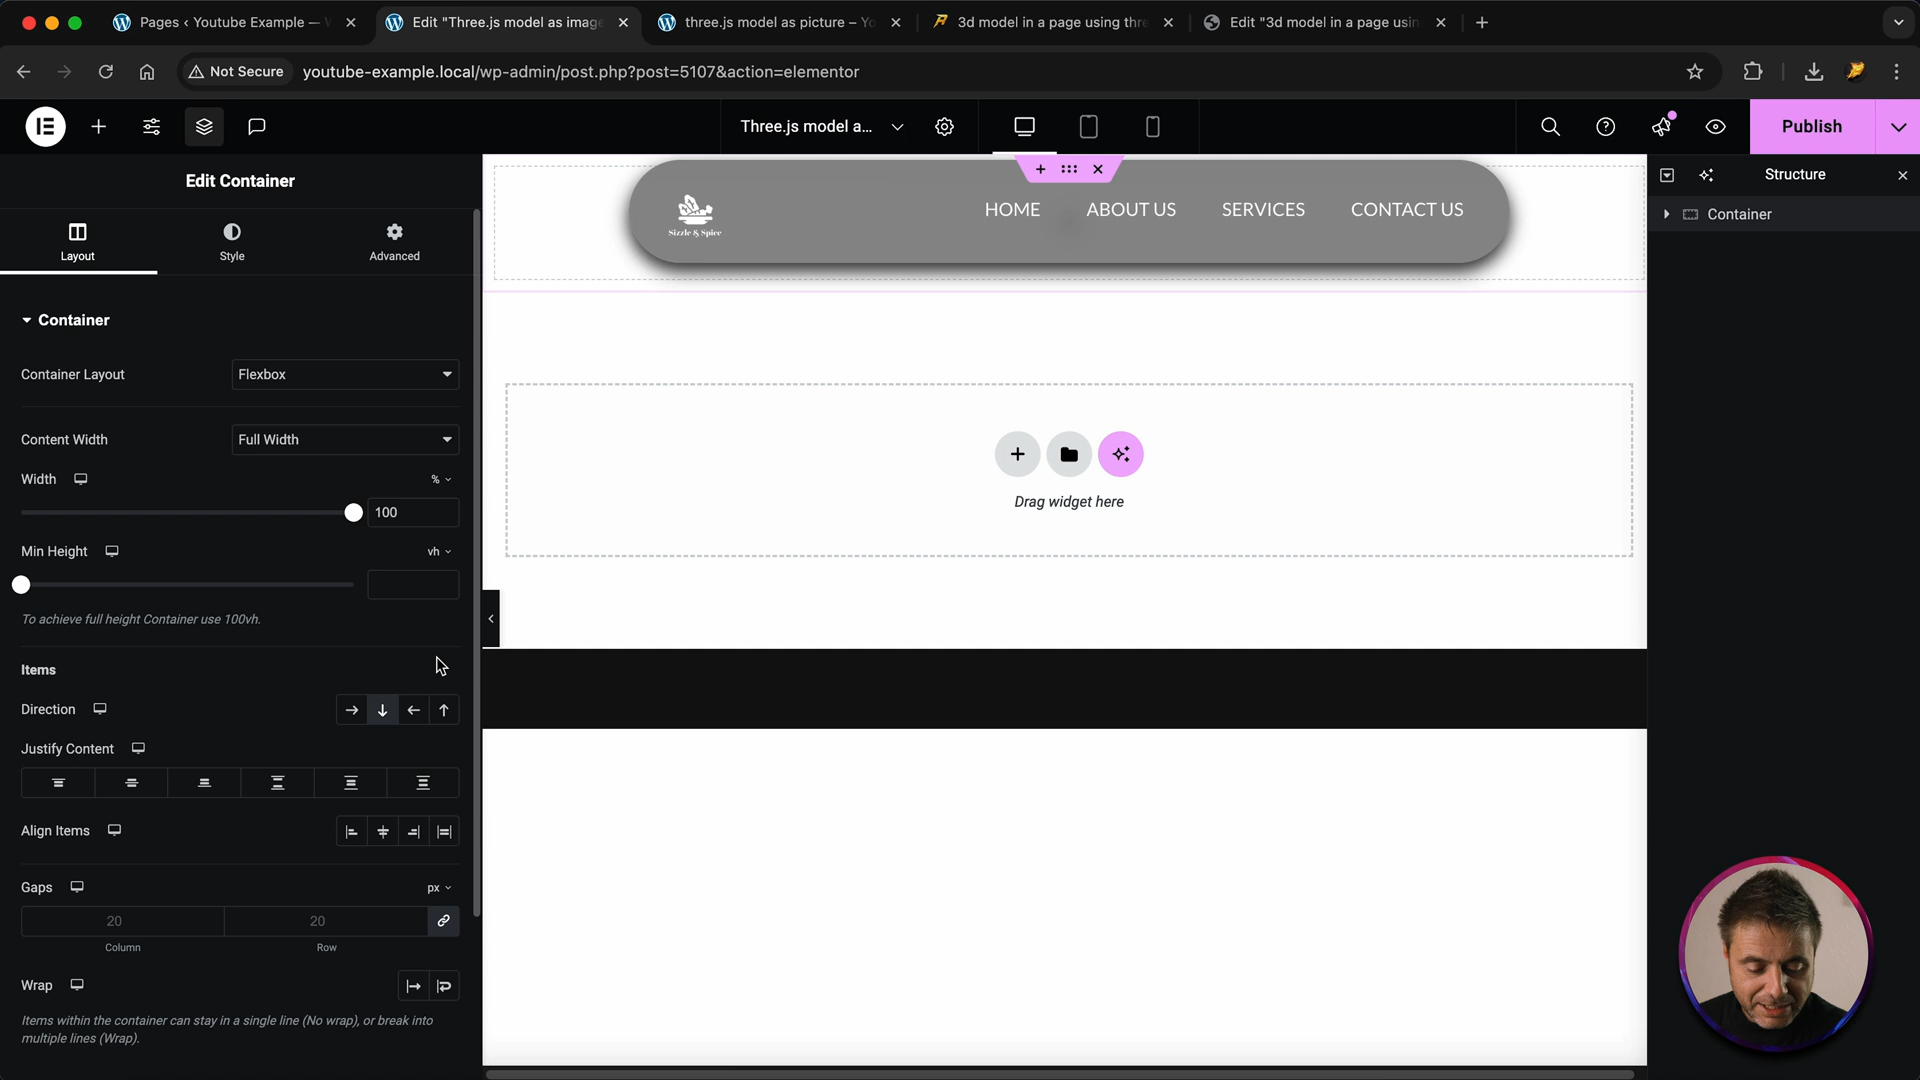 Pages ‹ Youtube Example —
Edit "Three.js model as imag
three.js model as picture – Yo
3d model in a page using thr
Edit "3d model in a page usin
Not Secure
youtube-example.local/wp-admin/post.php?post=5107&action=elementor
Three.js model a...
Publish
Edit Container
Layout
Style
Advanced
Container
Container Layout
Flexbox
Content Width
Full Width
Width
%
100
Min Height
vh
To achieve full height Container use 100vh.
Items
Direction
Justify Content
Align Items
Gaps
px
20
20
Column
Row
Wrap
Items within the container can stay in a single line (No wrap), or break into
multiple lines (Wrap).
Sizzle & Spice
HOME
ABOUT US
SERVICES
CONTACT US
Drag widget here
Structure
Container